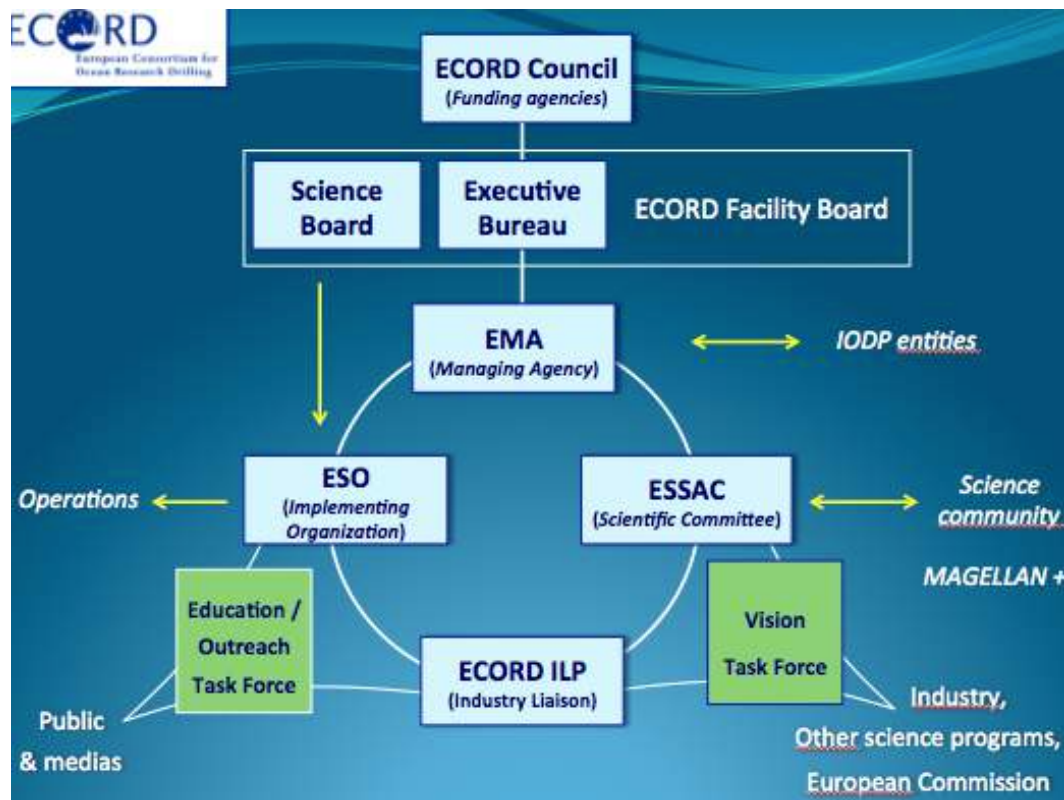 ECORD
European Consortium for
Ocean Research Drilling
ECORD Council
(Funding agencies)
Science
Board
Executive
Bureau
ECORD Facility Board
EMA
(Managing Agency)
IODP entities
Operations
ESO
(Implementing
Organization)
ESSAC
(Scientific Committee)
Science
community
MAGELLAN +
Education /
Outreach
Task Force
Vision
Task Force
ECORD ILP
(Industry Liaison)
Public
& medias
Industry,
Other science programs,
European Commission